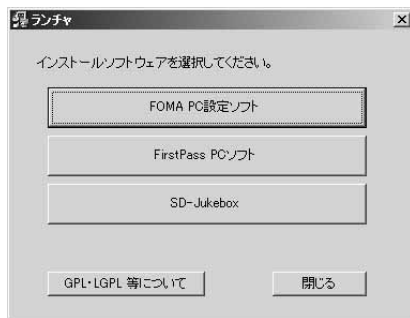 ランチャ
インストールソフトウェアを選択してください。
FOMA PC設定ソフト
FirstPass PCソフト
SD-Jukebox
GPL・LGPL 等について
閉じる